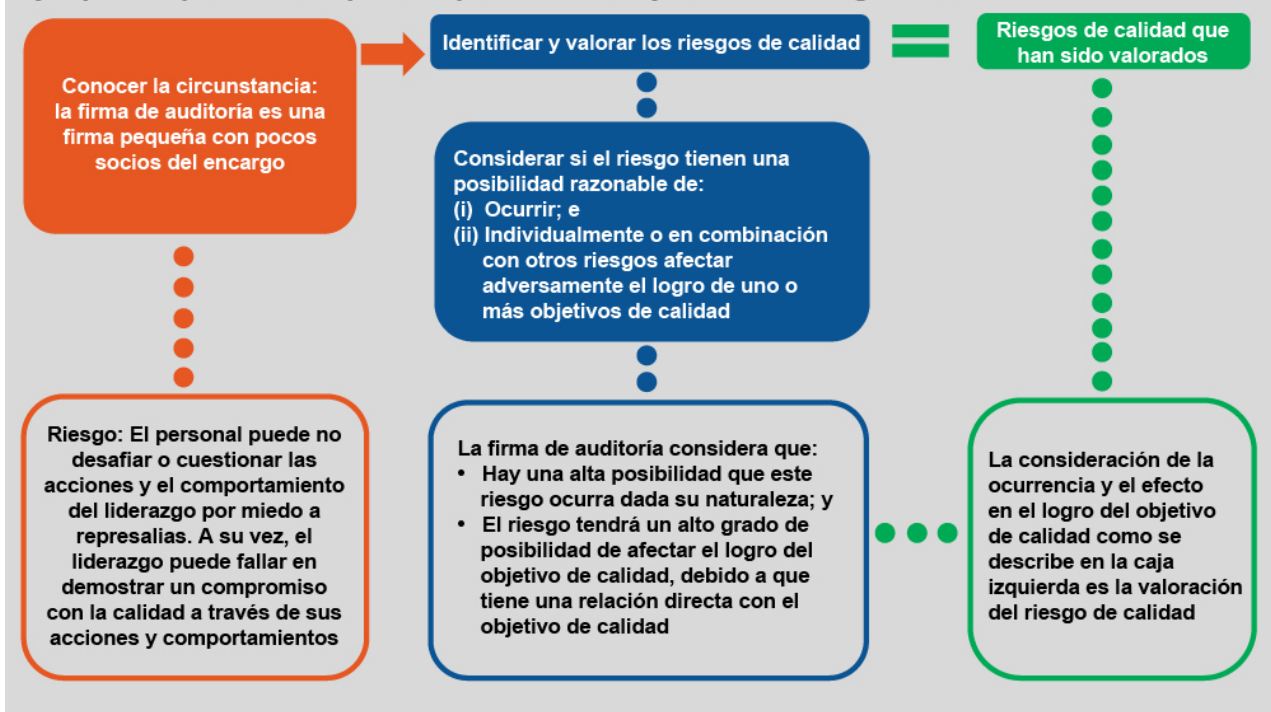 Conocer la circunstancia:
la firma de auditoría es una
firma pequeña con pocos
socios del encargo
Identificar y valorar los riesgos de calidad
Riesgos de calidad que
han sido valorados
Considerar si el riesgo tienen una
posibilidad razonable de:
(i) Ocurrir; e
(ii) Individualmente o en combinación
con otros riesgos afectar
adversamente el logro de uno o
más objetivos de calidad
Riesgo: El personal puede no
desafiar o cuestionar las
acciones y el comportamiento
del liderazgo por miedo a
represalias. A su vez, el
liderazgo puede fallar en
demostrar un compromiso
con la calidad a través de sus
acciones y comportamientos
La firma de auditoría considera que:
• Hay una alta posibilidad que este
riesgo ocurra dada su naturaleza; y
• El riesgo tendrá un alto grado de
posibilidad de afectar el logro del
objetivo de calidad, debido a que
tiene una relación directa con el
objetivo de calidad
La consideración de la
ocurrencia y el efecto
en el logro del objetivo
de calidad como se
describe en la caja
izquierda es la valoración
del riesgo de calidad